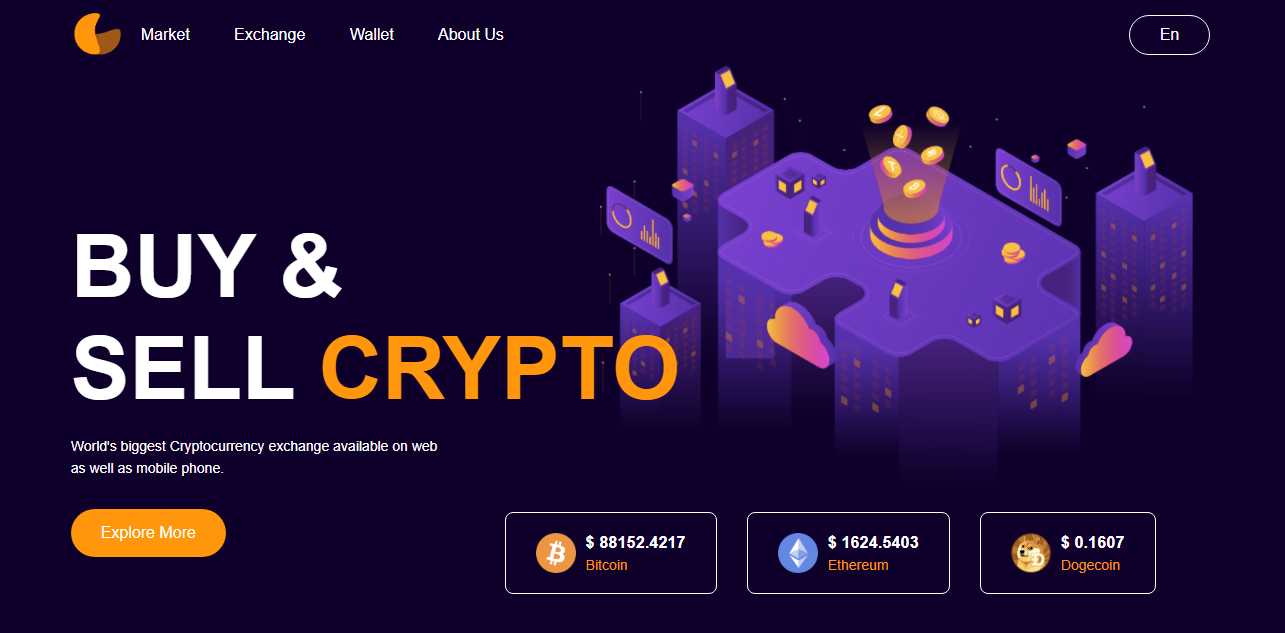 Market
Exchange
Wallet
About Us
En
BUY &
SELL CRYPTO
World's biggest Cryptocurrency exchange available on web
as well as mobile phone.
Explore More
$ 88152.4217
Bitcoin
$ 1624.5403
Ethereum
$ 0.1607
Dogecoin